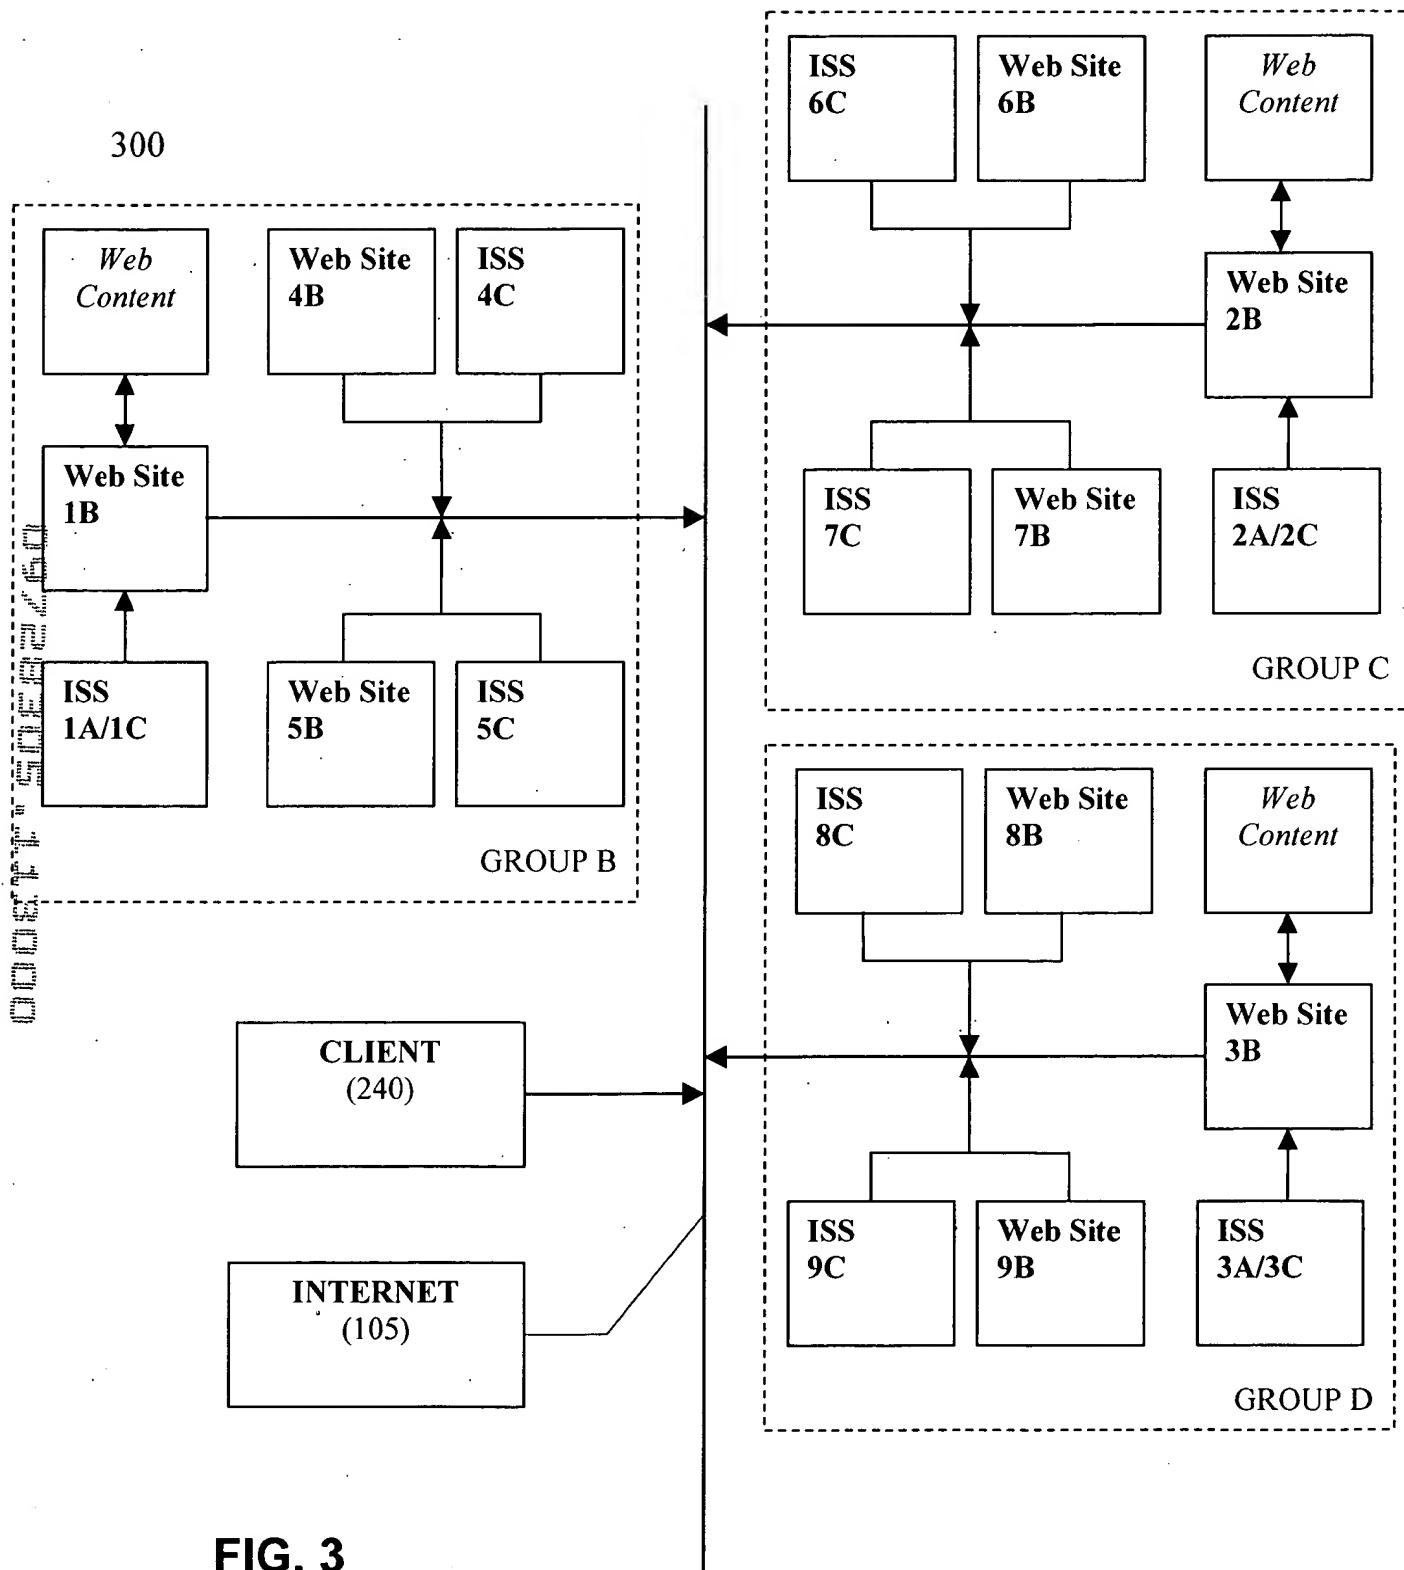 300
Web
Content
Web Site
4B
ISS
4C
Web Site
1B
ISS
1A/1C
Web Site
5B
ISS
5C
GROUP B
ISS
6C
Web Site
6B
Web
Content
Web Site
2B
ISS
7C
Web Site
7B
ISS
2A/2C
GROUP C
ISS
8C
Web Site
8B
Web
Content
Web Site
3B
ISS
9C
Web Site
9B
ISS
3A/3C
GROUP D
CLIENT
(240)
INTERNET
(105)
FIG. 3
09728305.113000